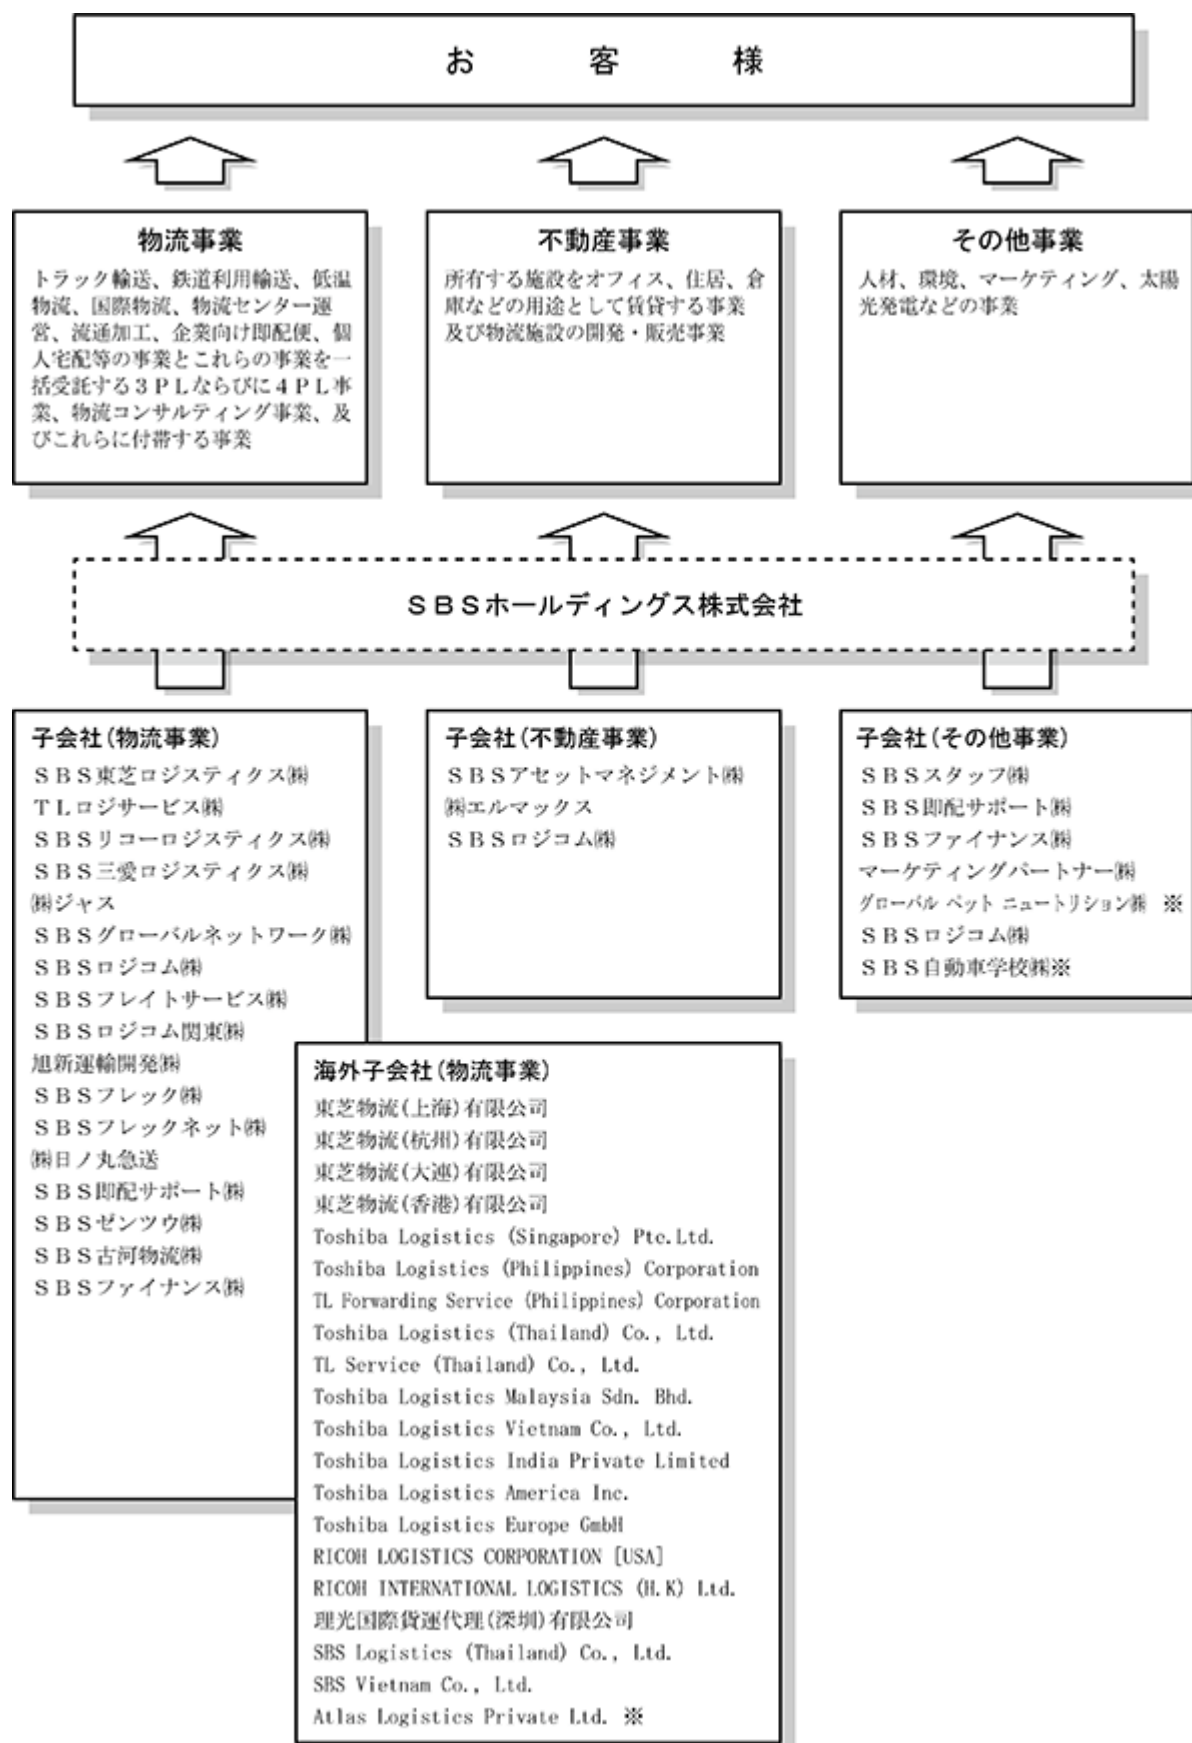 お客様
物流事業
トラック輸送、鉄道利用輸送、低温
物流、国際物流、物流センター運
営、流通加工、企業向け即配便、個
人宅配等の事業とこれらの事業を一
括受託する３ＰＬならびに４ＰＬ事
業、物流コンサルティング事業、及
びこれらに付帯する事業
不動産事業
所有する施設をオフィス、住居、倉
庫などの用途として賃貸する事業
及び物流施設の開発・販売事業
その他事業
人材、環境、マーケティング、太陽
光発電などの事業
ＳＢＳホールディングス株式会社
子会社(物流事業)
ＳＢＳ東芝ロジスティクス㈱
ＴＬロジサービス㈱
ＳＢＳリコーロジスティクス㈱
ＳＢＳ三愛ロジスティクス㈱
㈱ジャス
ＳＢＳグローバルネットワーク㈱
ＳＢＳロジコム㈱
ＳＢＳフレイトサービス㈱
ＳＢＳロジコム関東㈱
旭新運輸開発㈱
ＳＢＳフレック㈱
ＳＢＳフレックネット㈱
㈱日ノ丸急送
ＳＢＳ即配サポート㈱
ＳＢＳゼンツウ㈱
ＳＢＳ古河物流㈱
ＳＢＳファイナンス㈱
子会社(不動産事業)
ＳＢＳアセットマネジメント㈱
㈱エルマックス
ＳＢＳロジコム㈱
子会社(その他事業)
ＳＢＳスタッフ㈱
ＳＢＳ即配サポート㈱
ＳＢＳファイナンス㈱
マーケティングパートナー㈱
グローバル ペット ニュートリション㈱ ※
ＳＢＳロジコム㈱
ＳＢＳ自動車学校㈱※
海外子会社(物流事業)
東芝物流(上海)有限公司
東芝物流(杭州)有限公司
東芝物流(大連)有限公司
東芝物流(香港)有限公司
Toshiba Logistics (Singapore) Pte.Ltd.
Toshiba Logistics (Philippines) Corporation
TL Forwarding Service (Philippines) Corporation
Toshiba Logistics (Thailand) Co., Ltd.
TL Service (Thailand) Co., Ltd.
Toshiba Logistics Malaysia Sdn. Bhd.
Toshiba Logistics Vietnam Co., Ltd.
Toshiba Logistics India Private Limited
Toshiba Logistics America Inc.
Toshiba Logistics Europe GmbH
RICOH LOGISTICS CORPORATION [USA]
RICOH INTERNATIONAL LOGISTICS (H.K) Ltd.
理光国際貨運代理(深圳)有限公司
SBS Logistics (Thailand) Co., Ltd.
SBS Vietnam Co., Ltd.
Atlas Logistics Private Ltd. ※